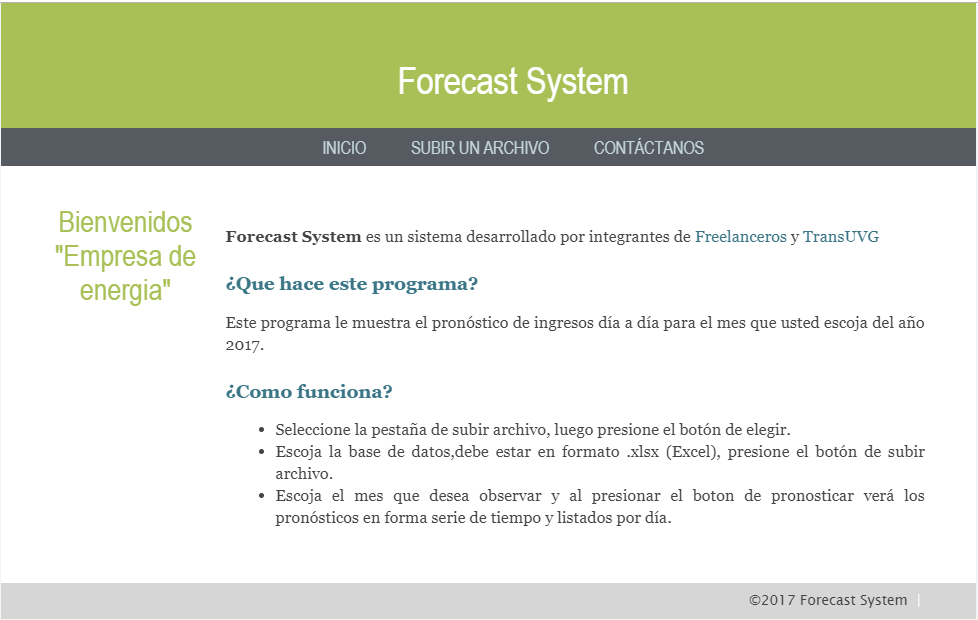 Forecast System
INICIO SUBIR UN ARCHIVO CONTÁCTANOS
Bienvenidos
"Empresa de
energia"
Forecast System es un sistema desarrollado por integrantes de Freelanceros y TransUVG
¿Que hace este programa?
Este programa le muestra el pronóstico de ingresos día a día para el mes que usted escoja del año
2017.
¿Como funciona?
• Seleccione la pestaña de subir archivo, luego presione el botón de elegir.
• Escoja la base de datos,debe estar en formato .xlsx (Excel), presione el botón de subir
archivo.
• Escoja el mes que desea observar y al presionar el boton de pronosticar verá los
pronósticos en forma serie de tiempo y listados por día.
©2017 Forecast System |